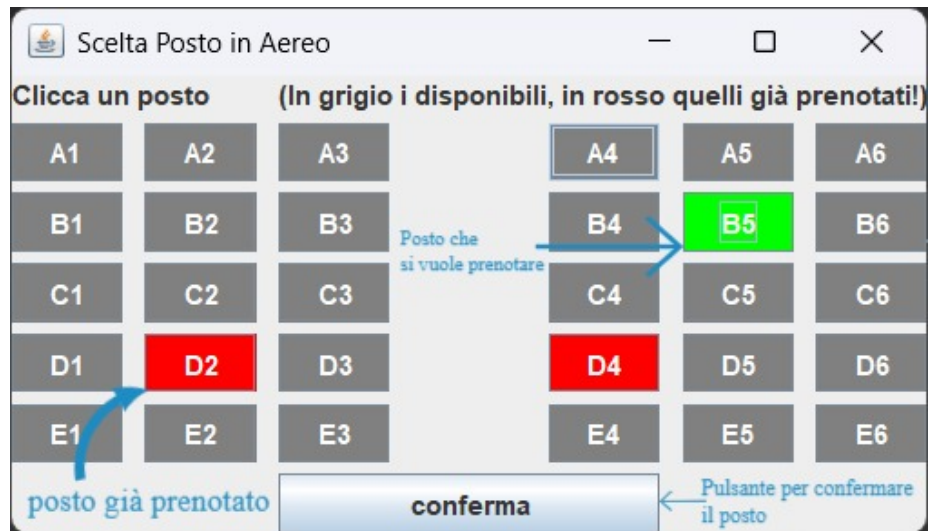 Scelta Posto in Aereo
Clicca un posto (In grigio i disponibili, in rosso quelli già prenotati!)
A1 A2 A3 A4 A5 A6
B1 B2 B3 B4 B5 B6
Posto che
si vuole prenotare
C1 C2 C3 C4 C5 C6
D1 D2 D3 D4 D5 D6
E1 E2 E3 E4 E5 E6
posto già prenotato
conferma
Pulsante per confermare
il posto